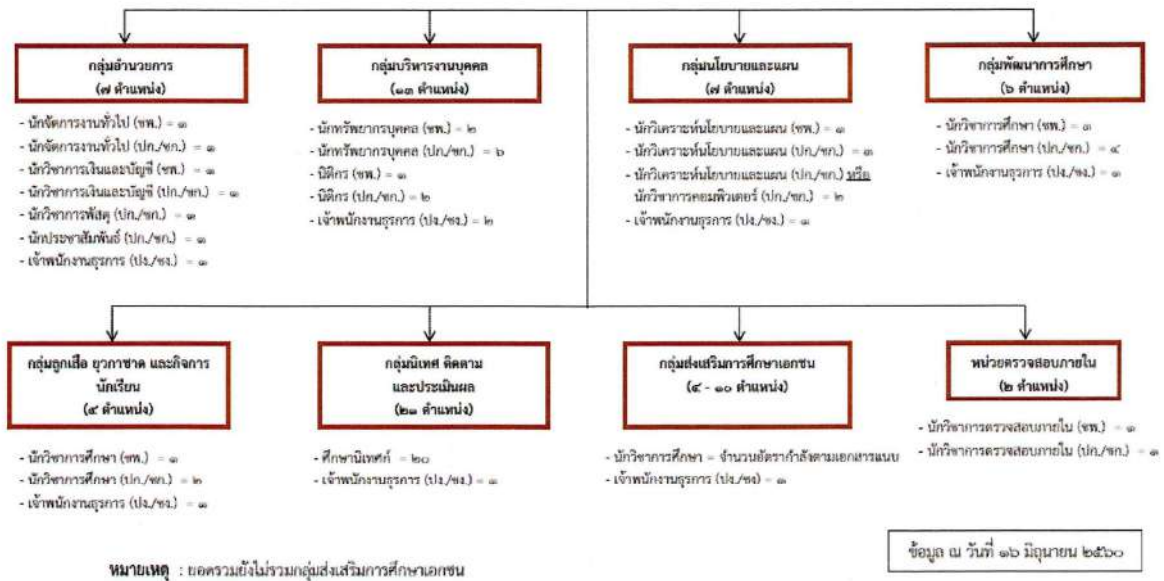 กลุ่มอำนวยการ
(๗ ตำแหน่ง)
- นักจัดการงานทั่วไป (ชพ.) = ๑
- นักจัดการงานทั่วไป (ปก./ชก.) = ๑
- นักวิชาการเงินและบัญชี (ชพ.) = ๑
- นักวิชาการเงินและบัญชี (ปก./ชก.) = ๑
- นักวิชาการพัสดุ (ปก./ชก.) = ๑
- นักประชาสัมพันธ์ (ปก./ชก.) = ๑
- เจ้าพนักงานธุรการ (ปง./ชง.) = ๑
กลุ่มบริหารงานบุคคล
(๑๓ ตำแหน่ง)
- นักทรัพยากรบุคคล (ชพ.) = ๒
- นักทรัพยากรบุคคล (ปก./ชก.) = ๖
- นิติกร (ชพ.) = ๑
- นิติกร (ปก./ชก.) = ๒
- เจ้าพนักงานธุรการ (ปง./ชง.) = ๒
กลุ่มนโยบายและแผน
(๗ ตำแหน่ง)
- นักวิเคราะห์นโยบายและแผน (ชพ.) = ๑
- นักวิเคราะห์นโยบายและแผน (ปก./ชก.) = ๓
- นักวิเคราะห์นโยบายและแผน (ปก./ชก.) หรือ
นักวิชาการคอมพิวเตอร์ (ปก./ชก.) = ๒
- เจ้าพนักงานธุรการ (ปง./ชง.) = ๑
กลุ่มพัฒนาการศึกษา
(๖ ตำแหน่ง)
- นักวิชาการศึกษา (ชพ.) = ๑
- นักวิชาการศึกษา (ปก./ชก.) = ๔
- เจ้าพนักงานธุรการ (ปง./ชง.) = ๑
กลุ่มลูกเสือ ยุวกาชาด และกิจการ
นักเรียน
(๔ ตำแหน่ง)
- นักวิชาการศึกษา (ชพ.) = ๑
- นักวิชาการศึกษา (ปก./ชก.) = ๒
- เจ้าพนักงานธุรการ (ปง./ชง.) = ๑
กลุ่มนิเทศ ติดตาม
และประเมินผล
(๒๑ ตำแหน่ง)
- ศึกษานิเทศก์ = ๒๐
- เจ้าพนักงานธุรการ (ปง./ชง.) = ๑
กลุ่มส่งเสริมการศึกษาเอกชน
(๔ - ๑๐ ตำแหน่ง)
- นักวิชาการศึกษา = จำนวนอัตรากำลังตามเอกสารแนบ
- เจ้าพนักงานธุรการ (ปง./ชง) = ๑
หน่วยตรวจสอบภายใน
(๒ ตำแหน่ง)
- นักวิชาการตรวจสอบภายใน (ชพ.) = ๑
- นักวิชาการตรวจสอบภายใน (ปก./ชก.) = ๑
หมายเหตุ : ยอดรวมยังไม่รวมกลุ่มส่งเสริมการศึกษาเอกชน
ข้อมูล ณ วันที่ ๑๖ มิถุนายน ๒๕๖๐